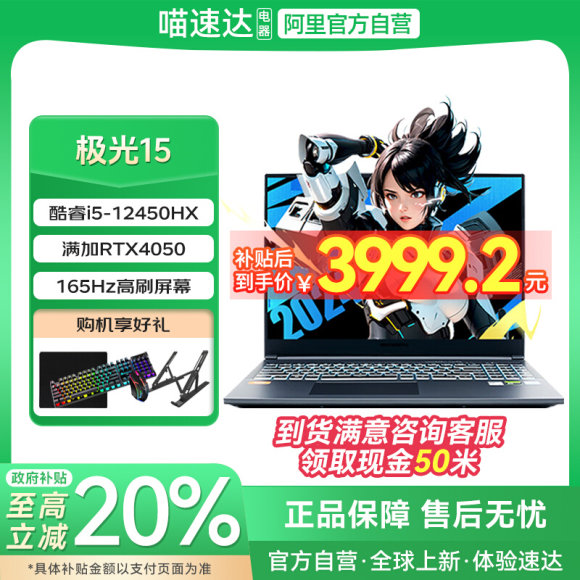 喵速达电器 阿里官方自营
极光15
酷睿i5-12450HX
满加RTX4050
165Hz高刷屏幕
购机享好礼
补贴后
到手价¥3999.2元
202
到货满意咨询客服
领取现金50米
政府补贴
至高立减20%
*具体补贴金额以支付页面为准
正品保障 售后无忧
官方自营·全球上新·体验速达